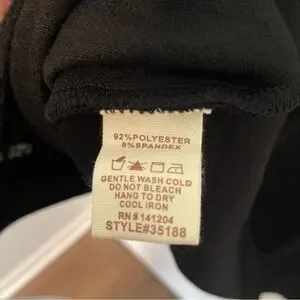 92%POLYESTER
8%SPANDEX
GENTLE WASH COLD
DO NOT BLEACH
HANG TO DRY
COOL IRON
RN#141204
STYLE#35188